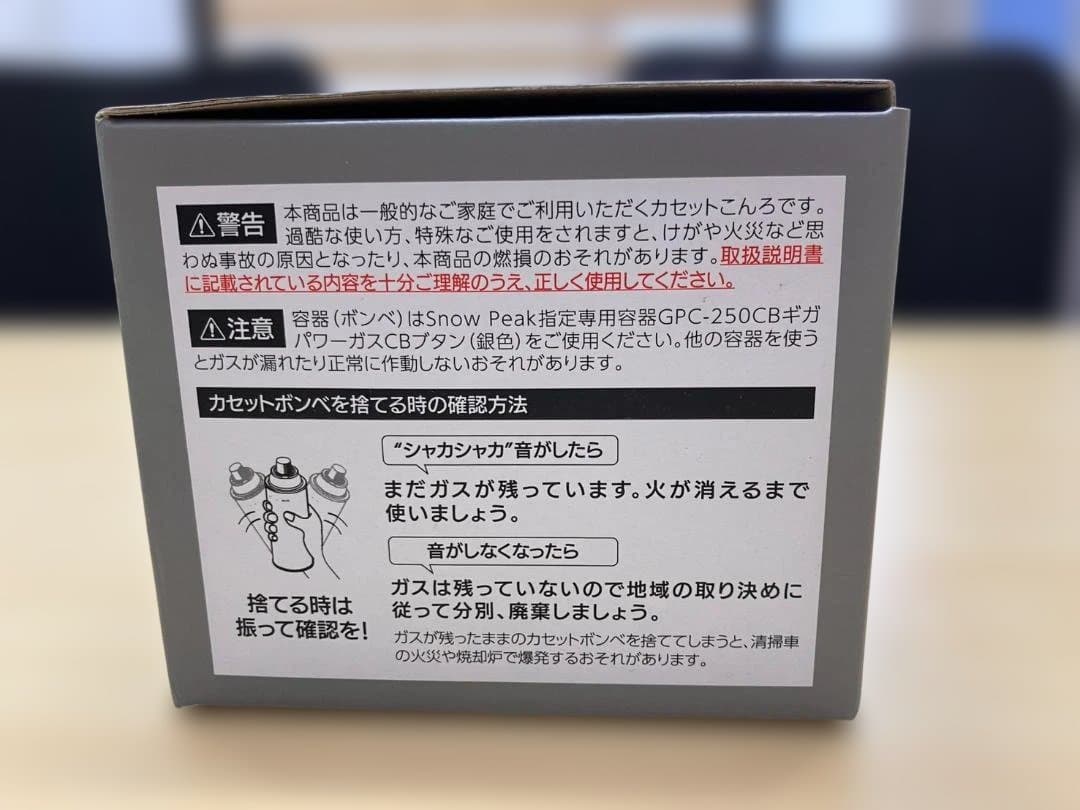 ⚠警告 本商品は一般的なご家庭でご利用いただくカセットこんろです。
過酷な使い方、特殊なご使用をされますと、けがや火災など思
わぬ事故の原因となったり、本商品の燃損のおそれがあります。取扱説明書
に記載されている内容を十分ご理解のうえ、正しく使用してください。
⚠注意 容器(ボンベ)はSnow Peak指定専用容器GPC-250CBギガ
パワーガスCBブタン(銀色)をご使用ください。他の容器を使う
とガスが漏れたり正常に作動しないおそれがあります。
カセットボンベを捨てる時の確認方法
“シャカシャカ”音がしたら
まだガスが残っています。火が消えるまで
使いましょう。
音がしなくなったら
ガスは残っていないので地域の取り決めに
従って分別、廃棄しましょう。
ガスが残ったままのカセットボンベを捨ててしまうと、清掃車
の火災や焼却炉で爆発するおそれがあります。
捨てる時は
振って確認を!